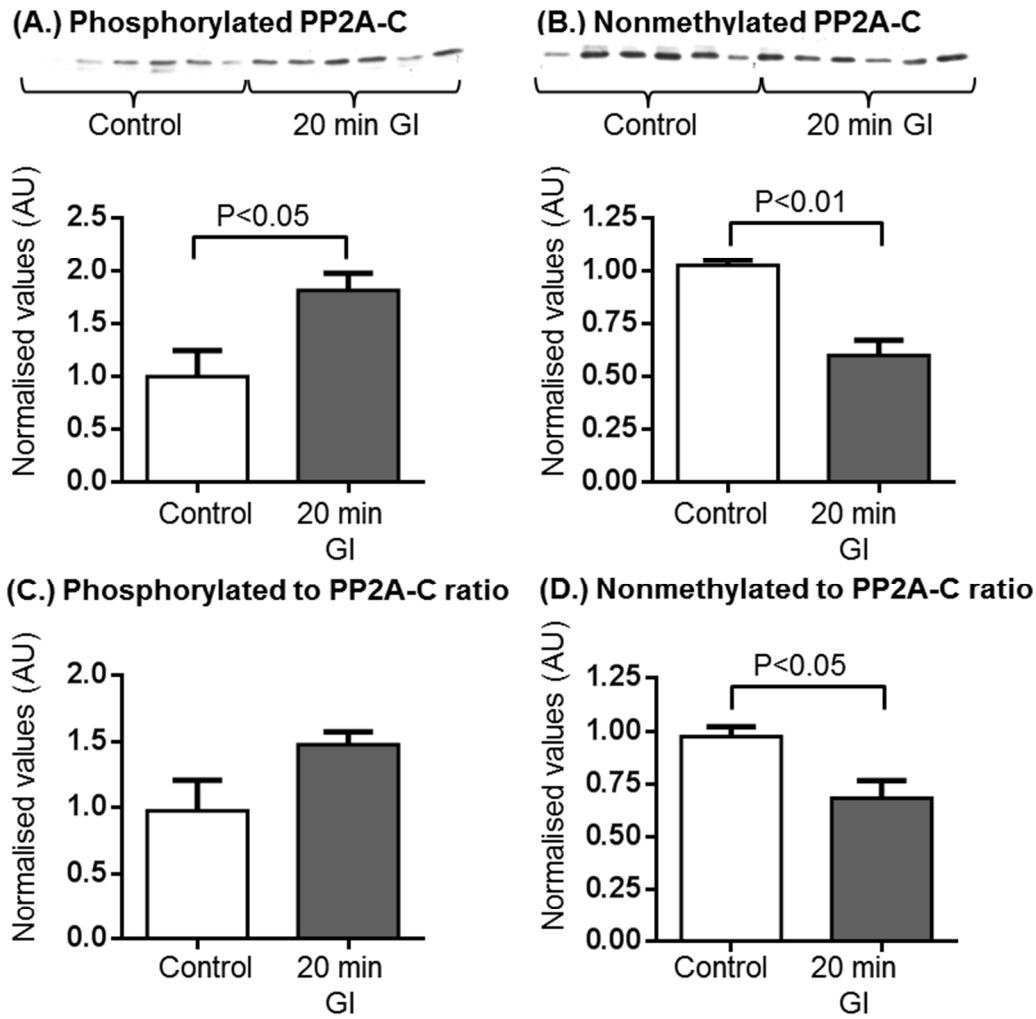 (A.) Phosphorylated PP2A-C
Control
20 min GI
Normalised values (AU)
2.5
2.0
1.5
1.0
0.5
0.0
P<0.05
Control
20 min
GI
(B.) Nonmethylated PP2A-C
Control
20 min GI
Normalised values (AU)
1.25
1.00
0.75
0.50
0.25
0.00
P<0.01
Control
20 min
GI
(C.) Phosphorylated to PP2A-C ratio
Normalised values (AU)
2.0
1.5
1.0
0.5
0.0
Control
20 min
GI
(D.) Nonmethylated to PP2A-C ratio
Normalised values (AU)
1.25
1.00
0.75
0.50
0.25
0.00
P<0.05
Control
20 min
GI